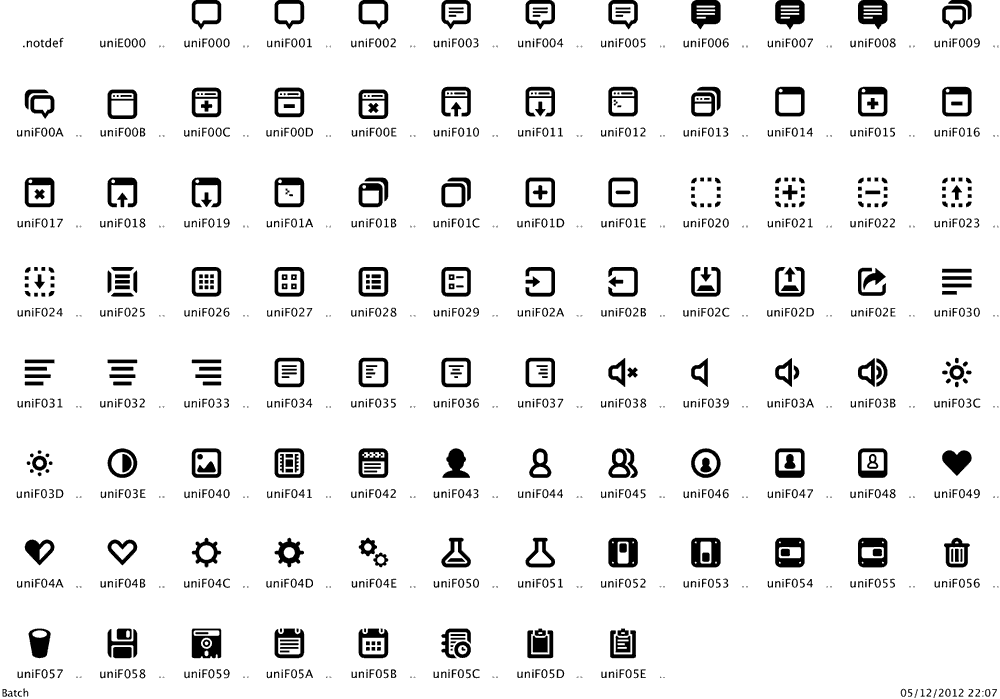 .notdef uniE000 .. uniF000 .. uniF001 .. uniF002 .. uniF003 .. uniF004 .. uniF005 .. uniF006 .. uniF007 .. uniF008 .. uniF009 ..
uniF00A .. uniF00B .. uniF00C .. uniF00D .. uniF00E .. uniF010 .. uniF011 .. uniF012 .. uniF013 .. uniF014 .. uniF015 .. uniF016 ..
uniF017 .. uniF018 .. uniF019 .. uniF01A .. uniF01B .. uniF01C .. uniF01D .. uniF01E .. uniF020 .. uniF021 .. uniF022 .. uniF023 ..
uniF024 .. uniF025 .. uniF026 .. uniF027 .. uniF028 .. uniF029 .. uniF02A .. uniF02B .. uniF02C .. uniF02D .. uniF02E .. uniF030 ..
uniF031 .. uniF032 .. uniF033 .. uniF034 .. uniF035 .. uniF036 .. uniF037 .. uniF038 .. uniF039 .. uniF03A .. uniF03B .. uniF03C ..
uniF03D .. uniF03E .. uniF040 .. uniF041 .. uniF042 .. uniF043 .. uniF044 .. uniF045 .. uniF046 .. uniF047 .. uniF048 .. uniF049 ..
uniF04A .. uniF04B .. uniF04C .. uniF04D .. uniF04E .. uniF050 .. uniF051 .. uniF052 .. uniF053 .. uniF054 .. uniF055 .. uniF056 ..
uniF057 .. uniF058 .. uniF059 .. uniF05A .. uniF05B .. uniF05C .. uniF05D .. uniF05E ..
Batch 05/12/2012 22:07